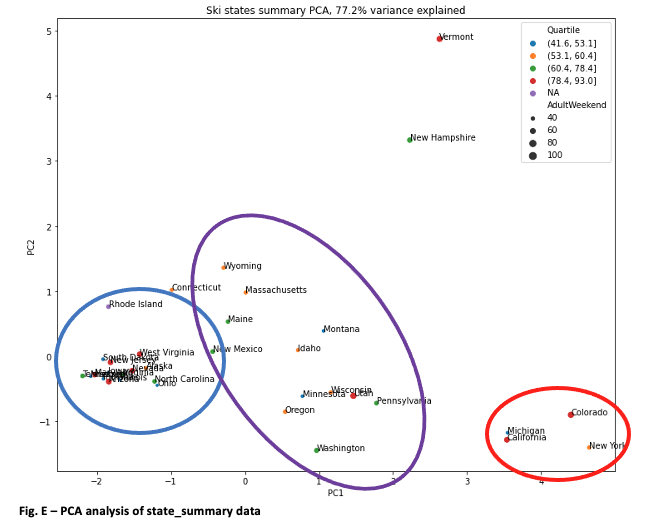 Ski states summary PCA, 77.2% variance explained
5
4
3
2
1
0
−1
PC2
Vermont
Quartile
(41.6, 53.1]
(53.1, 60.4]
(60.4, 78.4]
(78.4, 93.0]
NA
AdultWeekend
40
60
80
100
New Hampshire
Wyoming
Connecticut
Massachusetts
Rhode Island
Maine
Montana
New Mexico
Idaho
West Virginia
South Dakota
New Jersey
Nevada
Alaska
North Carolina
Ohio
Arizona
Minnesota
Wisconsin
Utah
Pennsylvania
Oregon
Washington
Colorado
Michigan
California
New York
−2
−1
0
1
2
3
4
PC1
Fig. E – PCA analysis of state_summary data